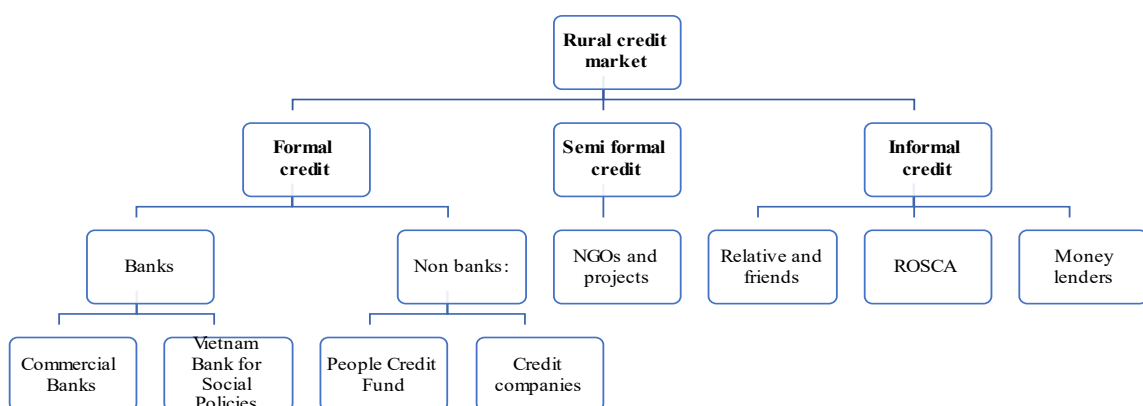 Rural credit
market
Formal
credit
Semi formal
credit
Informal
credit
Banks
Non banks:
NGOs and
projects
Relative and
friends
ROSCA
Money
lenders
Commercial
Banks
Vietnam
Bank for
Social
Policies
People Credit
Fund
Credit
companies